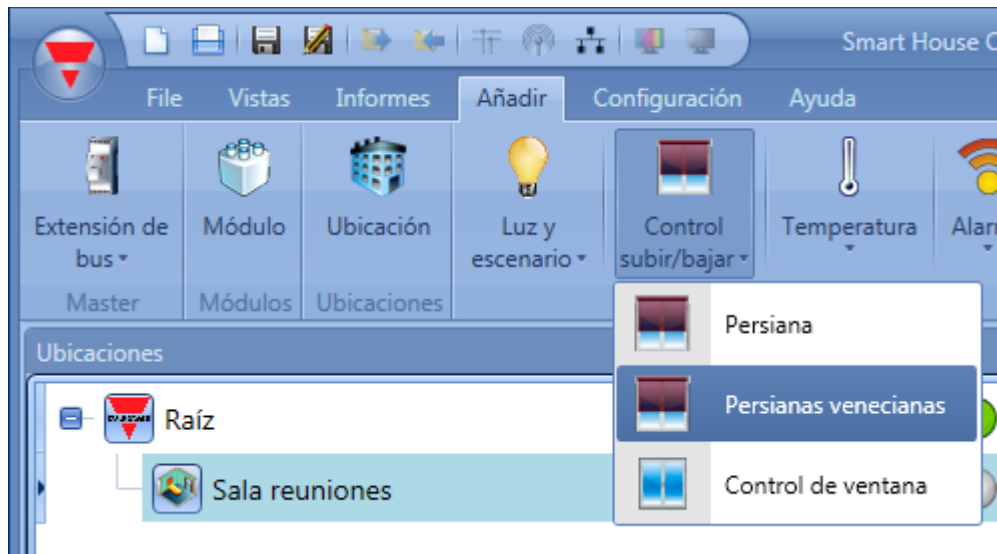 Smart House C
File Vistas Informes Añadir Configuración Ayuda
Extensión de bus
Módulo
Ubicación
Luz y escenario
Control subir/bajar
Temperatura
Alar
Master Módulos Ubicaciones
Persiana
Persianas venecianas
Control de ventana
Ubicaciones
Raíz
Sala reuniones